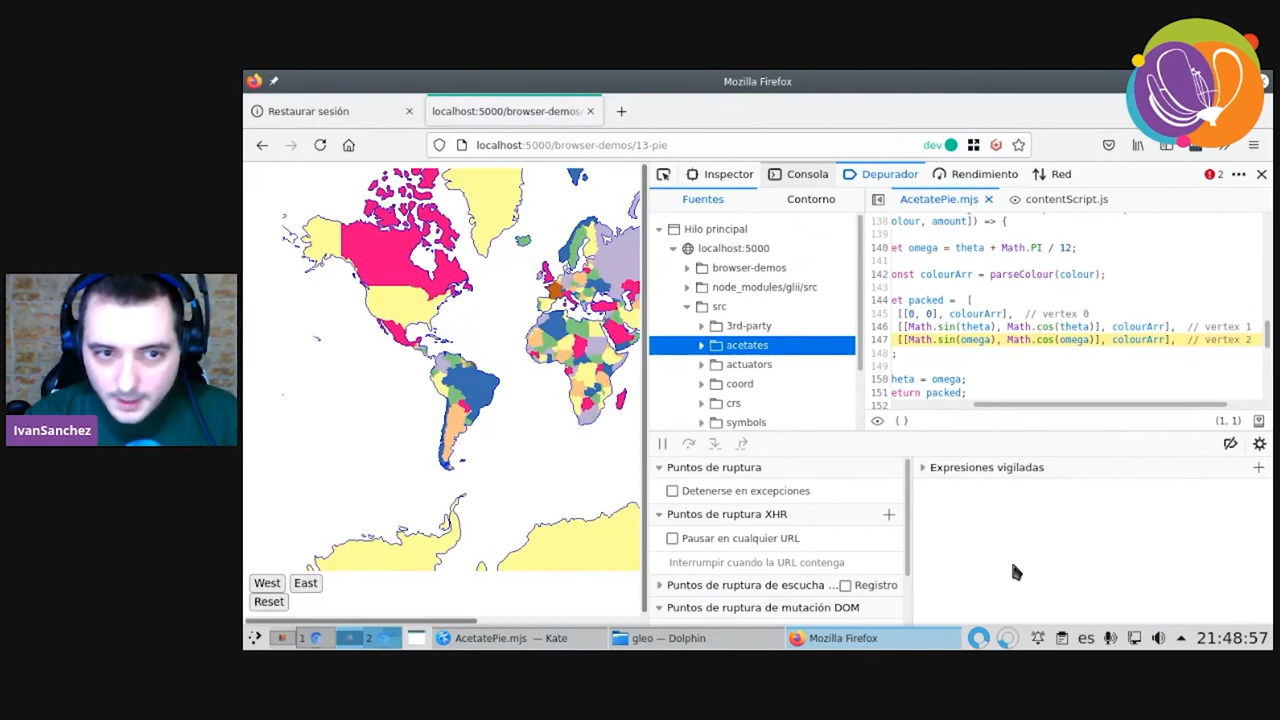 Mozilla Firefox
Restaurar sesión
localhost:5000/browser-demos/
localhost:5000/browser-demos/13-pie
dev
Inspector
Consola
Depurador
Rendimiento
Red
2
Fuentes
Contorno
AcetatePie.mjs
contentScript.js
Hilo principal
localhost:5000
browser-demos
node_modules/glii/src
src
3rd-party
acetates
actuators
coord
crs
symbols
138 olour, amount]) => {
139
140 et omega = theta + Math.PI / 12;
141
142 onst colourArr = parseColour(colour);
143
144 et packed = [
145 [[0, 0], colourArr], // vertex 0
146 [[Math.sin(theta), Math.cos(theta)], colourArr], // vertex 1
147 [[Math.sin(omega), Math.cos(omega)], colourArr], // vertex 2
148 ;
149
150 heta = omega;
151 eturn packed;
152
{ }
(1, 1)
Puntos de ruptura
Detenerse en excepciones
Puntos de ruptura XHR
Pausar en cualquier URL
Interrumpir cuando la URL contenga
Puntos de ruptura de escucha ...
Registro
Puntos de ruptura de mutación DOM
Expresiones vigiladas
West
East
Reset
IvanSanchez
1
2
AcetatePie.mjs — Kate
gleo — Dolphin
Mozilla Firefox
es
21:48:57